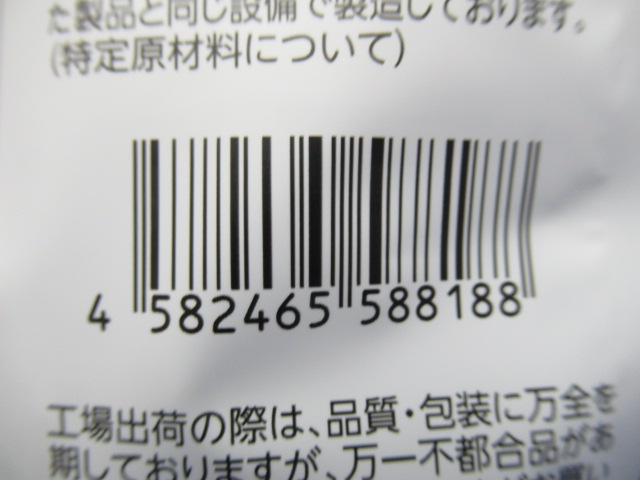 た製品と同じ設備で製造しております。
(特定原材料について)
4 582465 588188
工場出荷の際は、品質・包装に万全を
期しておりますが、万一不都合品があ